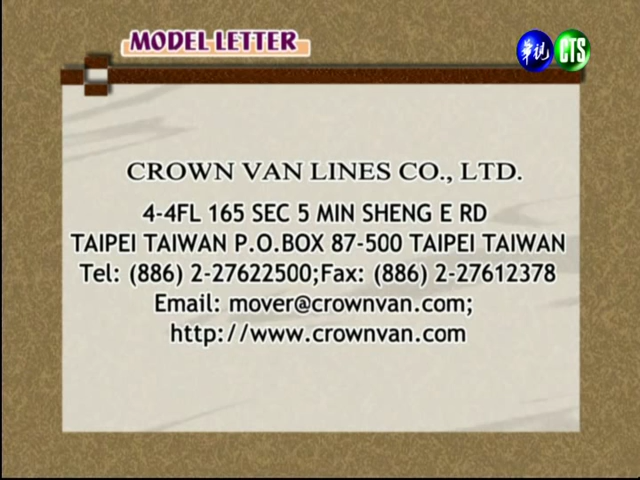 MODEL LETTER
華視 CTS
CROWN VAN LINES CO., LTD.
4-4FL 165 SEC 5 MIN SHENG E RD
TAIPEI TAIWAN P.O.BOX 87-500 TAIPEI TAIWAN
Tel: (886) 2-27622500;Fax: (886) 2-27612378
Email: mover@crownvan.com;
http://www.crownvan.com